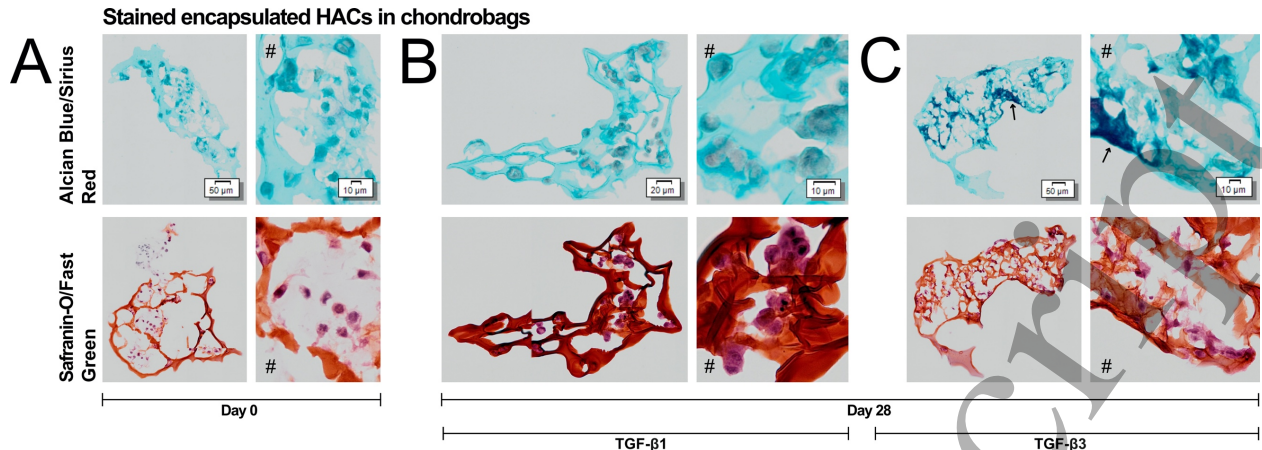 Stained encapsulated HACs in chondrobags
A
B
C
Alcian Blue/Sirius
Red
#
#
#
50 µm
10 µm
20 µm
10 µm
50 µm
10 µm
Safranin-O/Fast
Green
#
#
#
Day 0
Day 28
TGF-β1
TGF-β3
cript